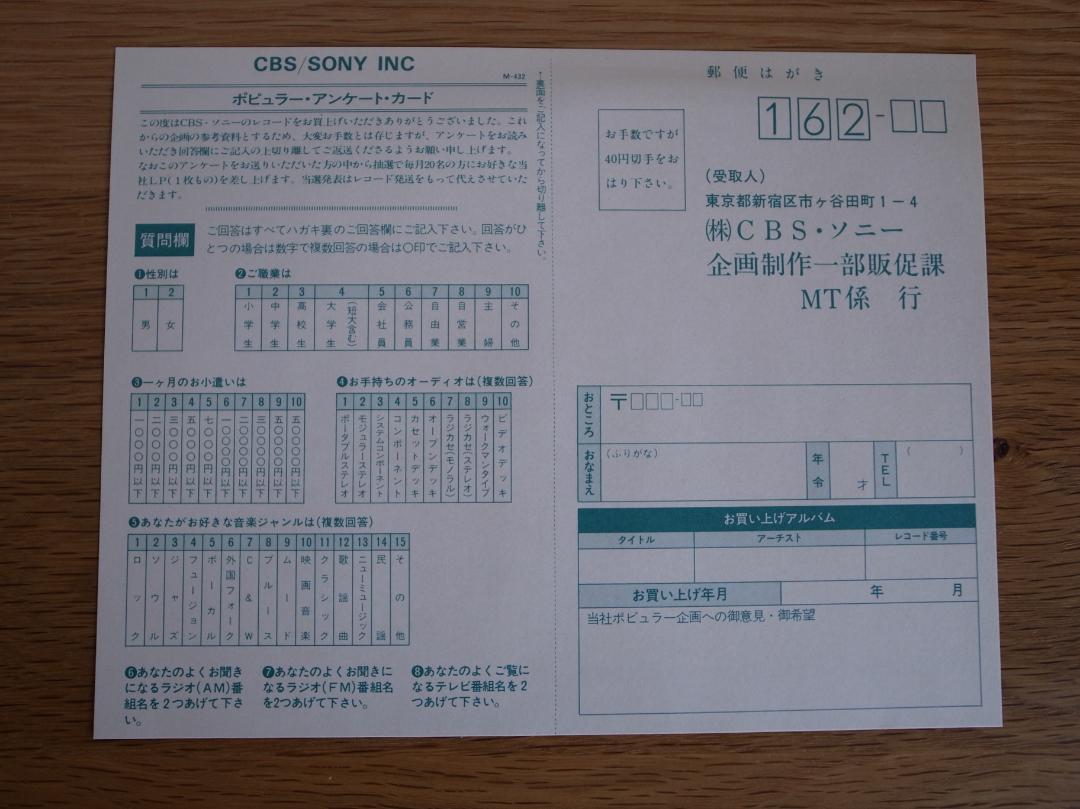 CBS/SONY INC
M-432
ポピュラー・アンケート・カード
この度はCBS・ソニーのレコードをお買上げいただきありがとうございました。これ
からの企画の参考資料とするため、大変お手数とは存じますが、アンケートをお読み
いただき回答欄にご記入の上切り離してご返送くださるようお願い申し上げます。
なおこのアンケートをお送りいただいた方の中から抽選で毎月20名の方にお好きな当
社LP(1枚もの)を差し上げます。当選発表はレコード発送をもって代えさせていた
だきます。
↑裏面をご記入になってから切り離して下さい。
質問欄
ご回答はすべてハガキ裏のご回答欄にご記入下さい。回答がひ
とつの場合は数字で複数回答の場合は○印でご記入下さい。
❶性別は
1 2
男 女
❷ご職業は
1 2 3 4 5 6 7 8 9 10
小学生 中学生 高校生 大学生(短大含む) 会社員 公務員 自由業 自営業 主婦 その他
❸一ヶ月のお小遣いは
1 2 3 4 5 6 7 8 9 10
一〇〇〇円以下 二〇〇〇円以下 三〇〇〇円以下 五〇〇〇円以下 七〇〇〇円以下 一〇〇〇〇円以下 二〇〇〇〇円以下 三〇〇〇〇円以下 五〇〇〇〇円以下 五〇〇〇〇円以上
❹お手持ちのオーディオは(複数回答)
1 2 3 4 5 6 7 8 9 10
ポータブルステレオ モジュラーステレオ システムコンポーネント コンポーネント カセットデッキ オープンデッキ ラジカセ(モノラル) ラジカセ(ステレオ) ウォークマンタイプ ビデオデッキ
❺あなたがお好きな音楽ジャンルは(複数回答)
1 2 3 4 5 6 7 8 9 10 11 12 13 14 15
ロック ソウル ジャズ フュージョン ボーカル 外国フォーク C&W ブルース ムード 映画音楽 クラシック 歌謡曲 ニューミュージック 民謡 その他
❻あなたのよくお聞き
になるラジオ(AM)番
組名を2つあげて下さ
い。
❼あなたのよくお聞きに
なるラジオ(FM)番組名
を2つあげて下さい。
❽あなたのよくご覧に
なるテレビ番組名を2
つあげて下さい。
郵便はがき
162-□□
お手数ですが
40円切手をお
はり下さい。
(受取人)
東京都新宿区市ヶ谷田町1-4
㈱CBS・ソニー
企画制作一部販促課
MT係 行
おところ
〒□□□-□□
おなまえ
(ふりがな)
年令
才
TEL
( )
お買い上げアルバム
タイトル アーチスト レコード番号
お買い上げ年月 年 月
当社ポピュラー企画への御意見・御希望